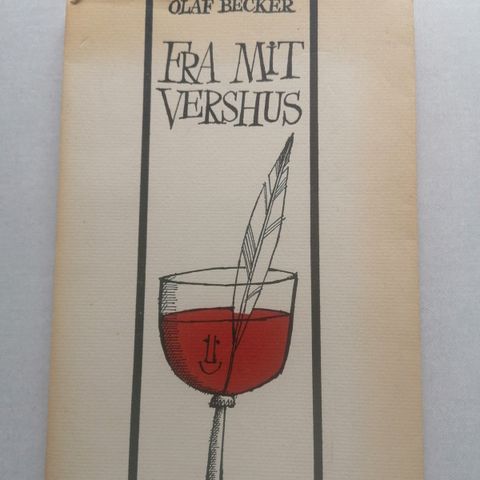 OLAF BECKER
FRA MIT
VERSHUS